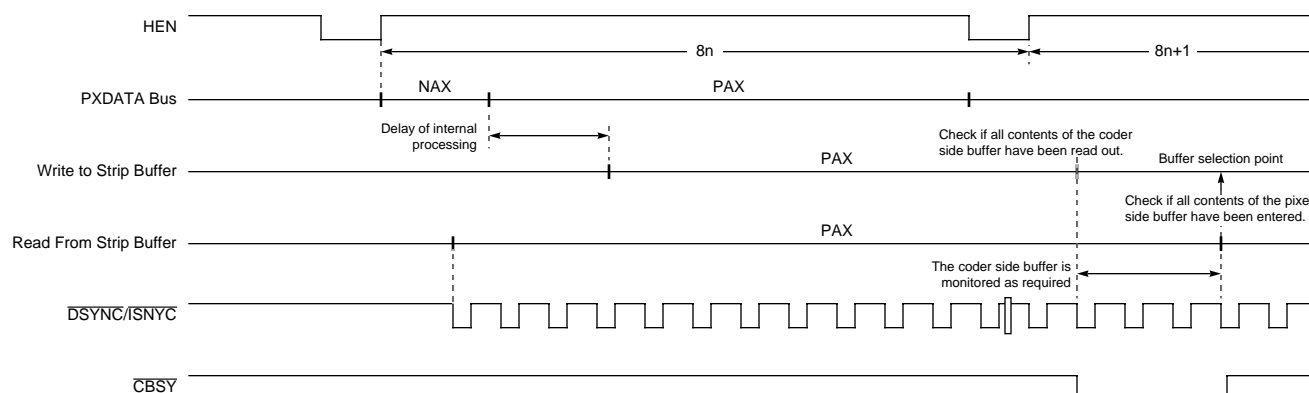 HEN
8n
8n+1
PXDATA Bus
NAX
PAX
Delay of internal
processing
Check if all contents of the coder
side buffer have been read out.
Write to Strip Buffer
PAX
Buffer selection point
Check if all contents of the pixe
side buffer have been entered.
Read From Strip Buffer
PAX
The coder side buffer is
monitored as required
DSYNC/ISNYC
CBSY